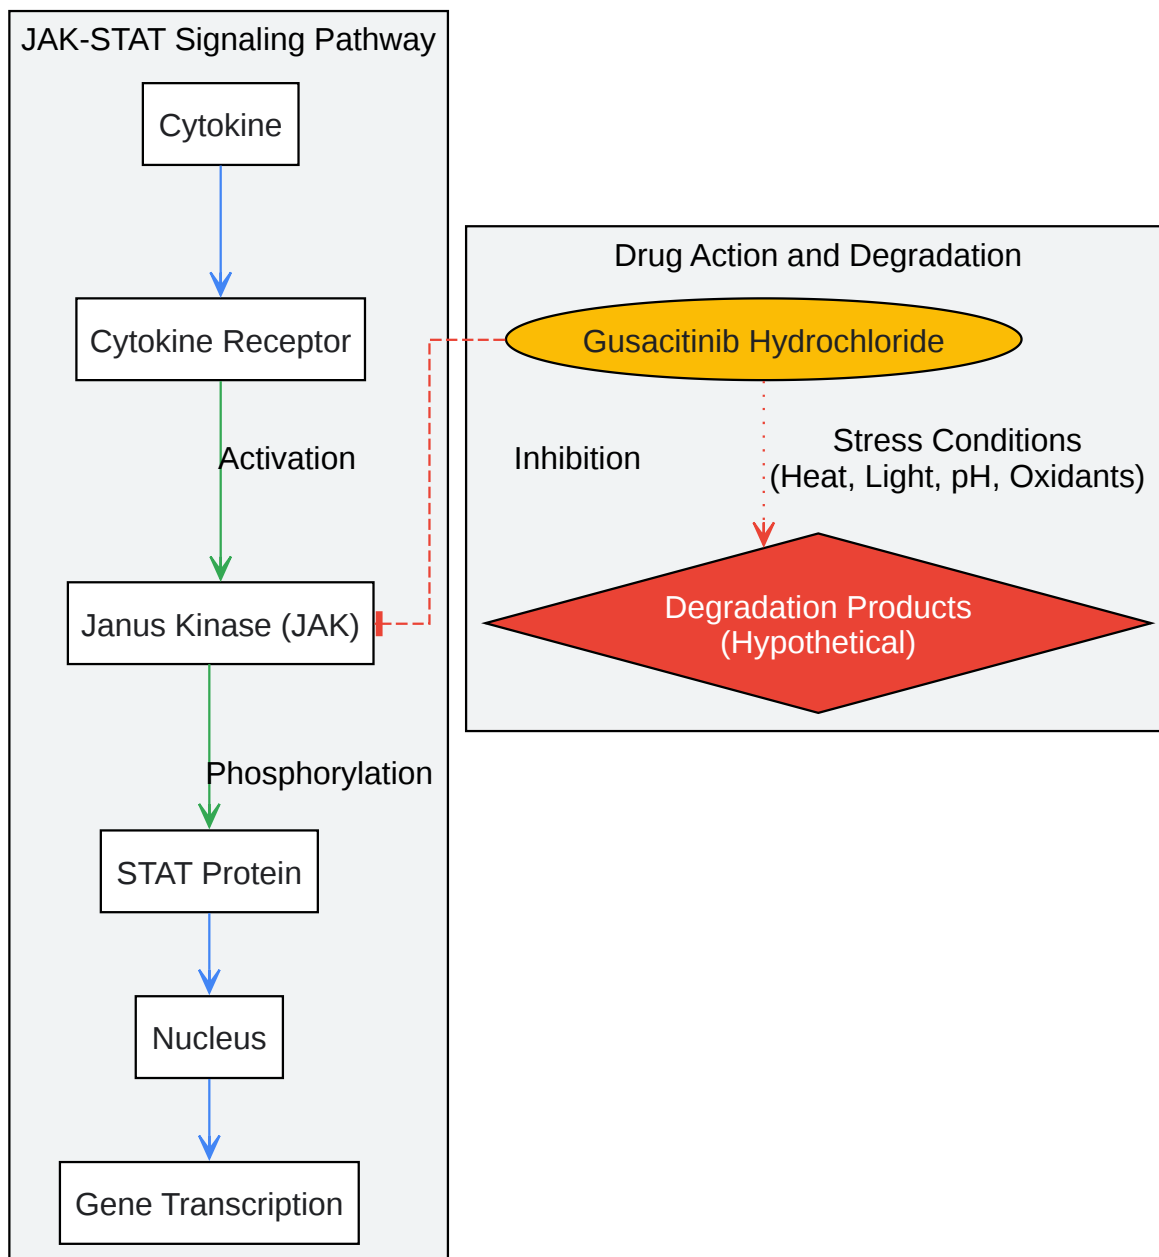 JAK-STAT Signaling Pathway
Cytokine
Cytokine Receptor
Activation
Janus Kinase (JAK)
Phosphorylation
STAT Protein
Nucleus
Gene Transcription
Drug Action and Degradation
Gusacitinib Hydrochloride
Inhibition
Stress Conditions
(Heat, Light, pH, Oxidants)
Degradation Products
(Hypothetical)